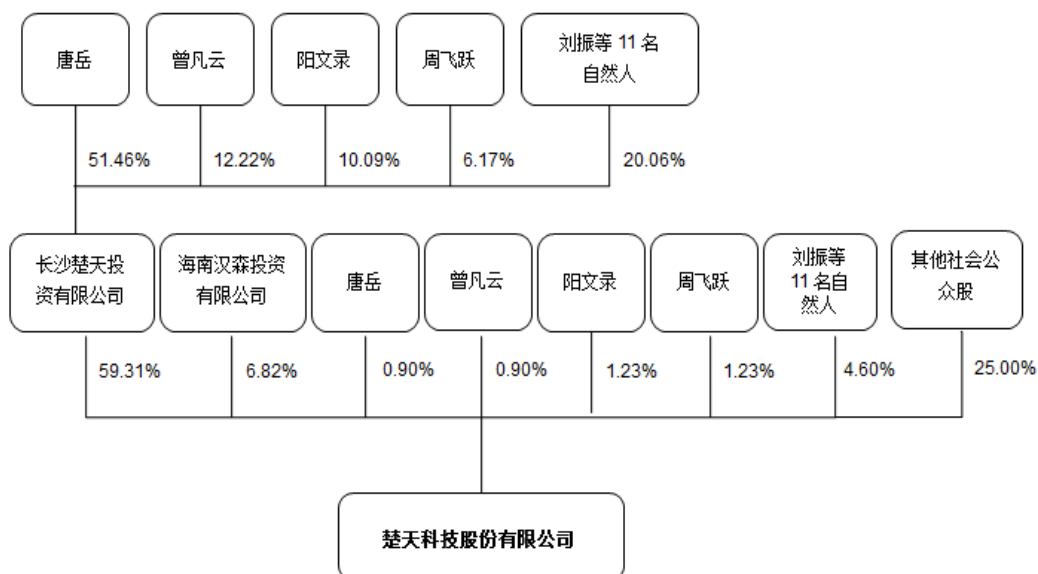 唐岳
曾凡云
阳文录
周飞跃
刘振等 11 名
自然人
51.46%
12.22%
10.09%
6.17%
20.06%
长沙楚天投
资有限公司
海南汉森投资
有限公司
唐岳
曾凡云
阳文录
周飞跃
刘振等
11 名自
然人
其他社会公
众股
59.31%
6.82%
0.90%
0.90%
1.23%
1.23%
4.60%
25.00%
楚天科技股份有限公司